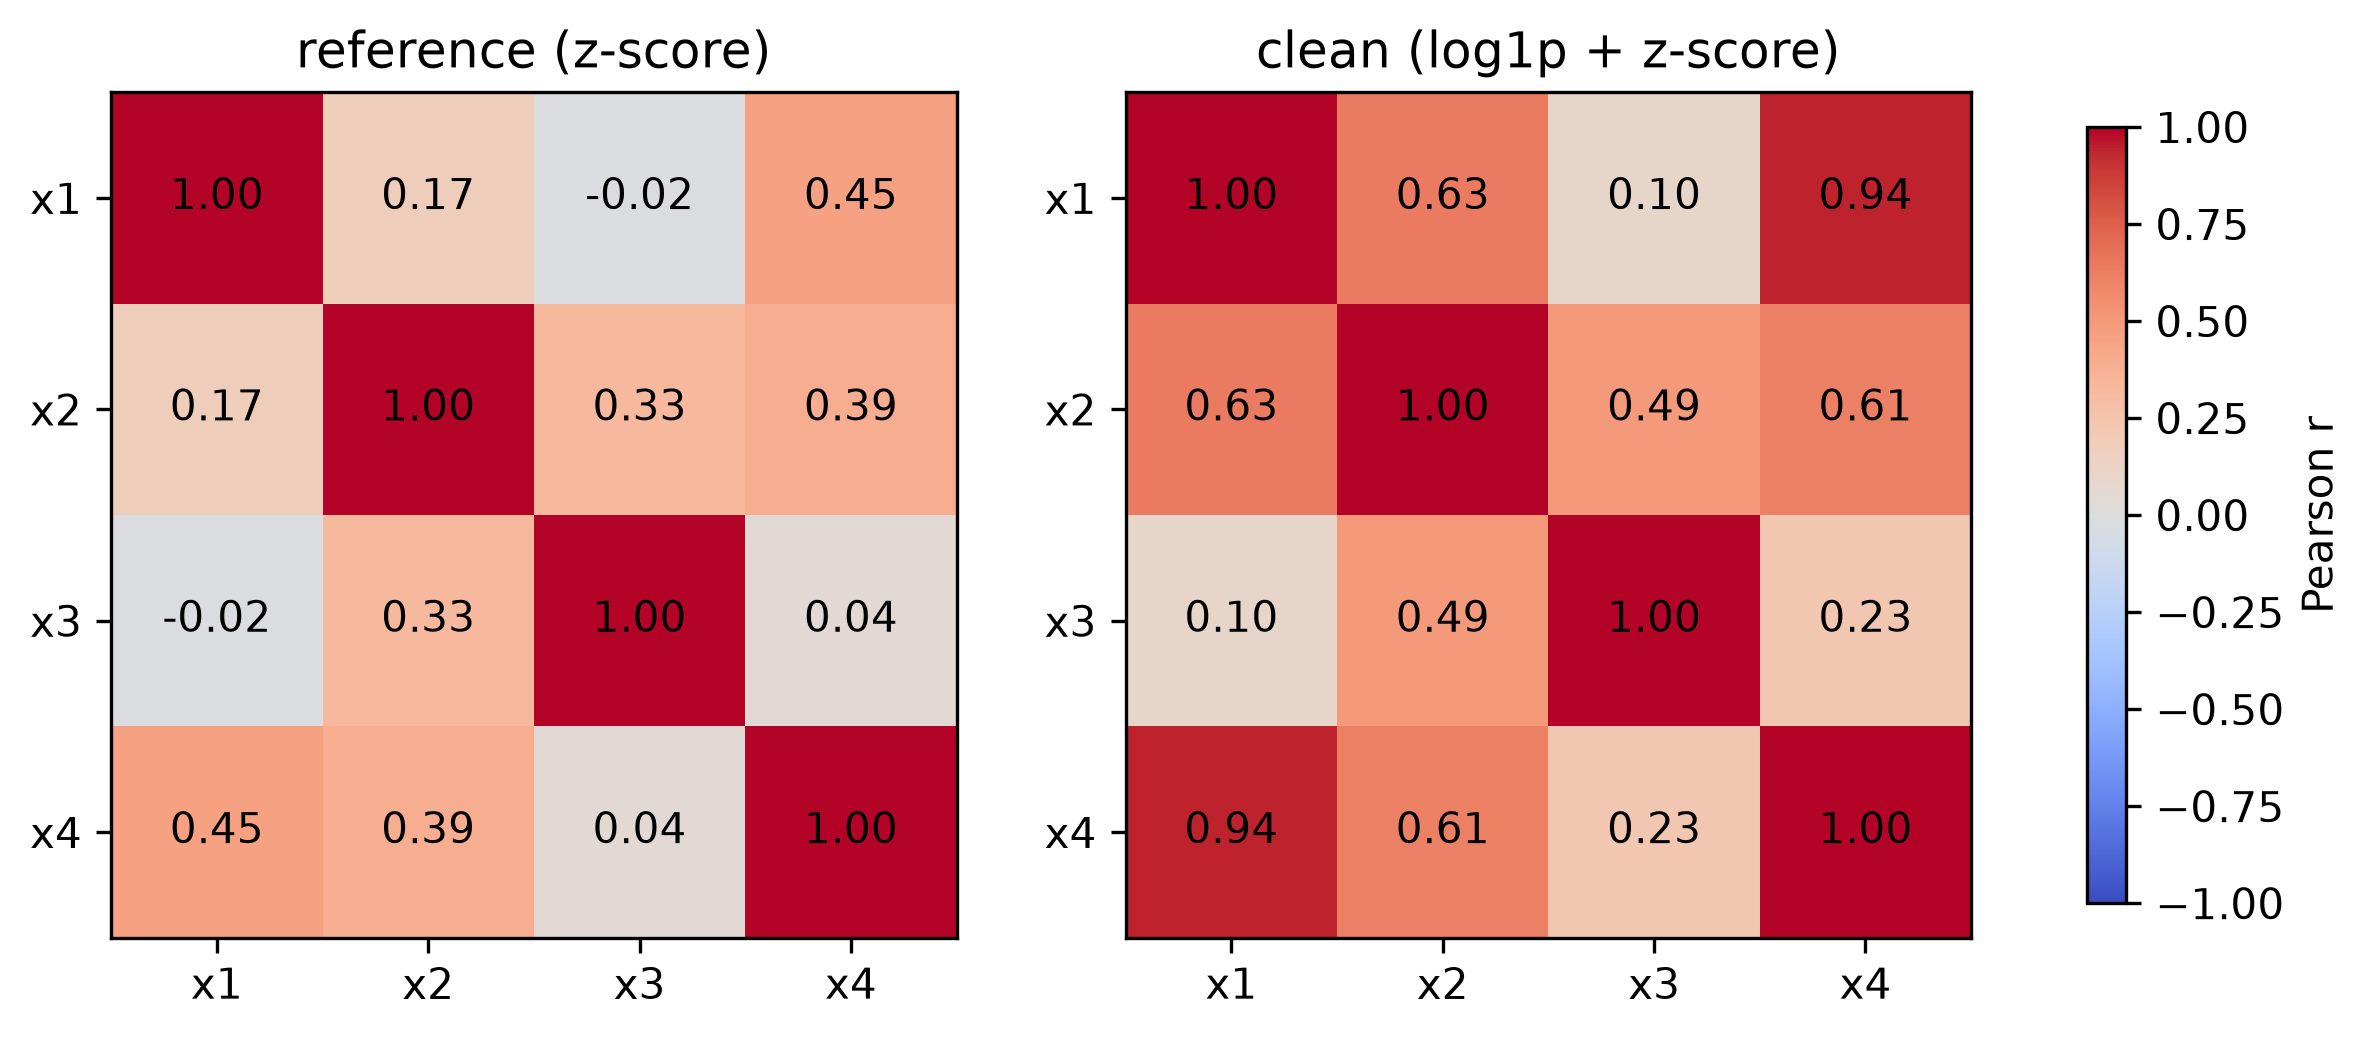 reference (z-score)
x1 1.00 0.17 -0.02 0.45
x2 0.17 1.00 0.33 0.39
x3 -0.02 0.33 1.00 0.04
x4 0.45 0.39 0.04 1.00
x1 x2 x3 x4
clean (log1p + z-score)
x1 1.00 0.63 0.10 0.94
x2 0.63 1.00 0.49 0.61
x3 0.10 0.49 1.00 0.23
x4 0.94 0.61 0.23 1.00
x1 x2 x3 x4
1.00
0.75
0.50
0.25
0.00
−0.25
−0.50
−0.75
−1.00
Pearson r